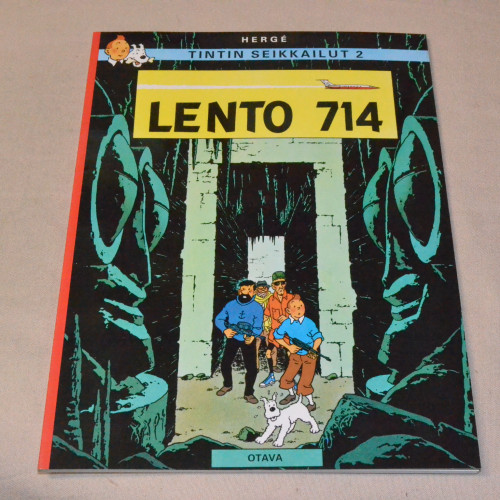 HERGÉ
TINTIN SEIKKAILUT 2
LENTO 714
OTAVA